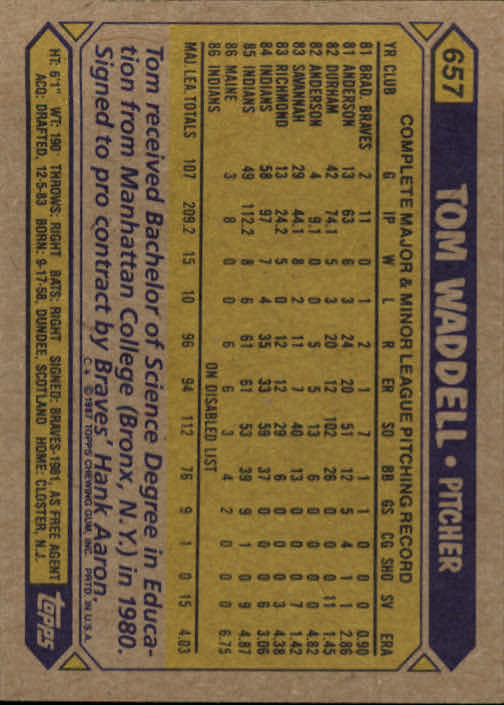 657
TOM WADDELL • PITCHER
COMPLETE MAJOR & MINOR LEAGUE PITCHING RECORD
YR CLUB G IP W L R ER SO BB GS CG SHO SV ERA
81 BRAD. BRAVES 2 11 0 1 2 1 7 1 1 0 0 0 0.90
81 ANDERSON 13 63 6 3 24 20 51 12 5 4 1 1 2.86
82 DURHAM 42 74.1 5 3 20 12 102 26 0 0 0 11 1.45
82 ANDERSON 4 9.1 0 0 5 5 13 6 0 0 0 0 4.82
83 SAVANNAH 29 44.1 8 2 11 7 40 13 0 0 0 7 1.42
83 RICHMOND 13 24.2 5 0 12 12 29 6 0 0 0 3 4.38
84 INDIANS 58 97 7 4 35 33 59 37 0 0 0 6 3.06
85 INDIANS 49 112.2 8 6 61 61 53 39 9 1 0 9 4.87
86 MAINE 3 8 0 0 6 6 3 4 2 0 0 0 6.75
86 INDIANS ON DISABLED LIST
MAJ. LEA. TOTALS 107 209.2 15 10 96 94 112 76 9 1 0 15 4.03
Tom received Bachelor of Science Degree in Educa-
tion from Manhattan College (Bronx, N.Y.) in 1980.
Signed to pro contract by Braves' Hank Aaron.
C* © 1987 TOPPS CHEWING GUM, INC. PRTD. IN U.S.A.
HT: 6'1" WT: 190 THROWS: RIGHT BATS: RIGHT SIGNED: BRAVES-1981, AS FREE AGENT
ACQ: DRAFTED, 12-5-83 BORN: 9-17-58, DUNDEE, SCOTLAND HOME: CLOSTER, N.J.
TOPPS